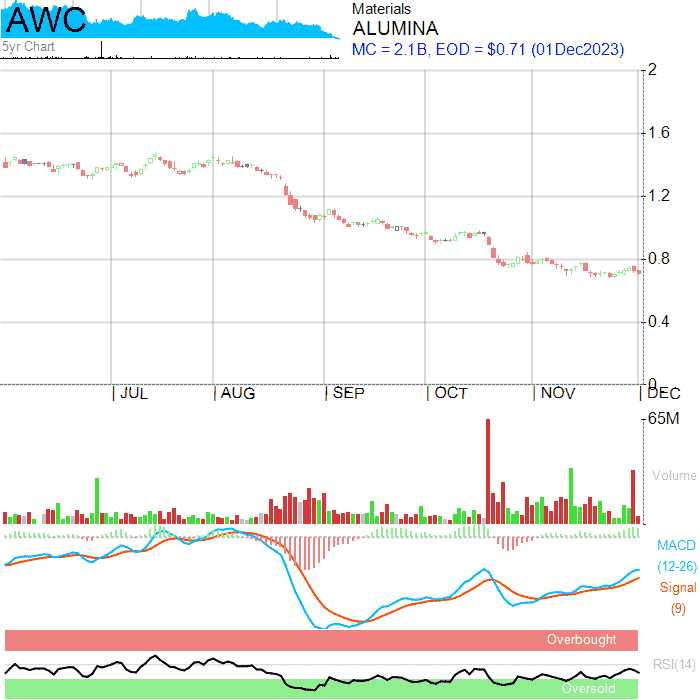 AWC
5yr Chart
Materials
ALUMINA
MC = 2.1B, EOD = $0.71 (01Dec2023)
2
1.6
1.2
0.8
0.4
0
JUL
AUG
SEP
OCT
NOV
DEC
65M
Volume
MACD
(12-26)
Signal
(9)
Overbought
RSI(14)
Oversold